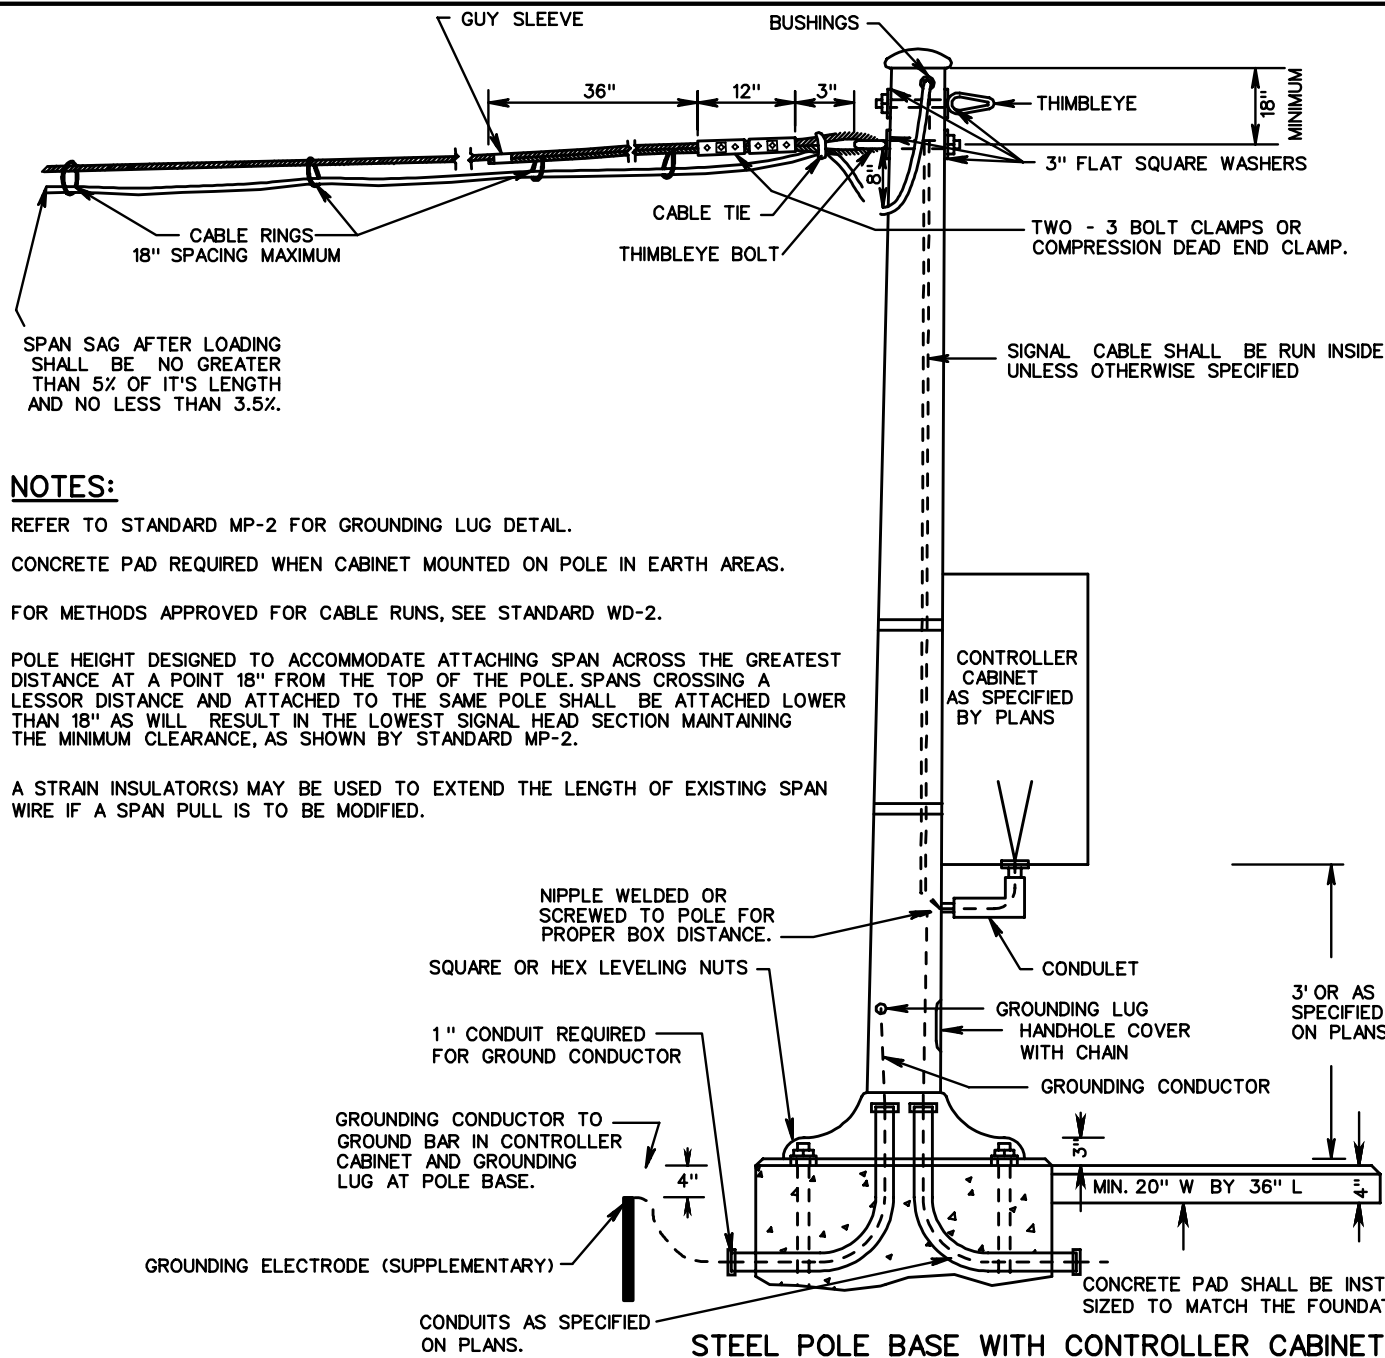 GUY SLEEVE
BUSHINGS
36"
12"
3"
THIMBLEYE
18"
MINIMUM
3" FLAT SQUARE WASHERS
8"
CABLE TIE
CABLE RINGS
18" SPACING MAXIMUM
THIMBLEYE BOLT
TWO - 3 BOLT CLAMPS OR
COMPRESSION DEAD END CLAMP.
SPAN SAG AFTER LOADING
SHALL BE NO GREATER
THAN 5% OF IT'S LENGTH
AND NO LESS THAN 3.5%.
SIGNAL CABLE SHALL BE RUN INSIDE
UNLESS OTHERWISE SPECIFIED
NOTES:
REFER TO STANDARD MP-2 FOR GROUNDING LUG DETAIL.
CONCRETE PAD REQUIRED WHEN CABINET MOUNTED ON POLE IN EARTH AREAS.
FOR METHODS APPROVED FOR CABLE RUNS, SEE STANDARD WD-2.
POLE HEIGHT DESIGNED TO ACCOMMODATE ATTACHING SPAN ACROSS THE GREATEST
DISTANCE AT A POINT 18" FROM THE TOP OF THE POLE. SPANS CROSSING A
LESSOR DISTANCE AND ATTACHED TO THE SAME POLE SHALL BE ATTACHED LOWER
THAN 18" AS WILL RESULT IN THE LOWEST SIGNAL HEAD SECTION MAINTAINING
THE MINIMUM CLEARANCE, AS SHOWN BY STANDARD MP-2.
A STRAIN INSULATOR(S) MAY BE USED TO EXTEND THE LENGTH OF EXISTING SPAN
WIRE IF A SPAN PULL IS TO BE MODIFIED.
CONTROLLER
CABINET
AS SPECIFIED
BY PLANS
NIPPLE WELDED OR
SCREWED TO POLE FOR
PROPER BOX DISTANCE.
SQUARE OR HEX LEVELING NUTS
CONDULET
GROUNDING LUG
HANDHOLE COVER
WITH CHAIN
3' OR AS
SPECIFIED
ON PLANS
1" CONDUIT REQUIRED
FOR GROUND CONDUCTOR
GROUNDING CONDUCTOR
GROUNDING CONDUCTOR TO
GROUND BAR IN CONTROLLER
CABINET AND GROUNDING
LUG AT POLE BASE.
4"
3"
MIN. 20" W BY 36" L
4"
GROUNDING ELECTRODE (SUPPLEMENTARY)
CONDUITS AS SPECIFIED
ON PLANS.
CONCRETE PAD SHALL BE INST
SIZED TO MATCH THE FOUNDAT
STEEL POLE BASE WITH CONTROLLER CABINET